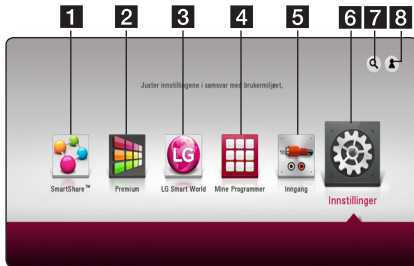 1 2 3 4 5 6 7 8
Juster innstillingene i samsvar med brukermiljøet.
LG
SmartShare™ Premium LG Smart World Mine Programmer Inngang
Innstillinger